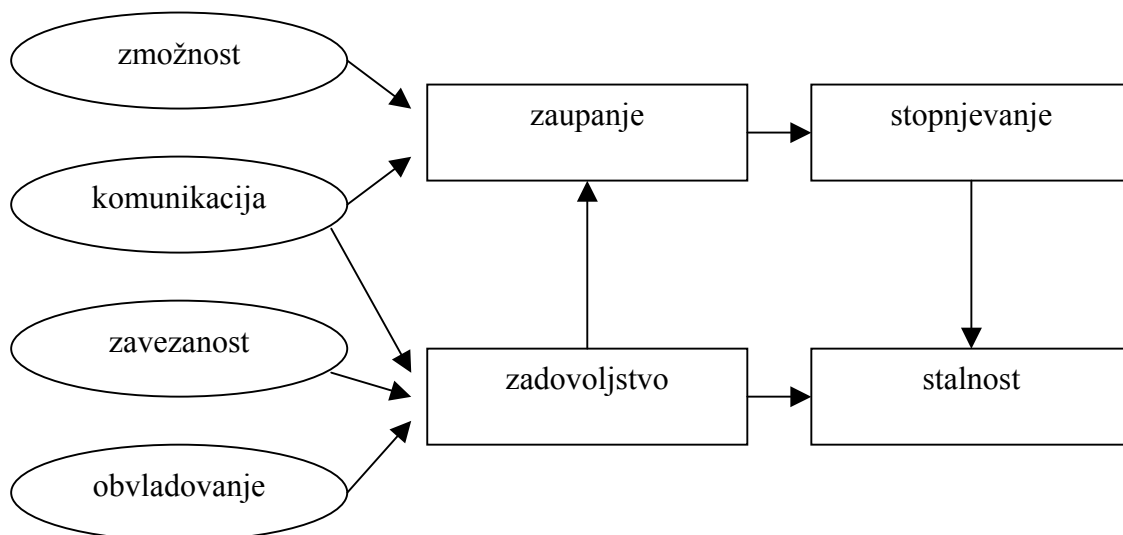 zmožnost
zaupanje
stopnjevanje
komunikacija
zavezanost
zadovoljstvo
stalnost
obvladovanje